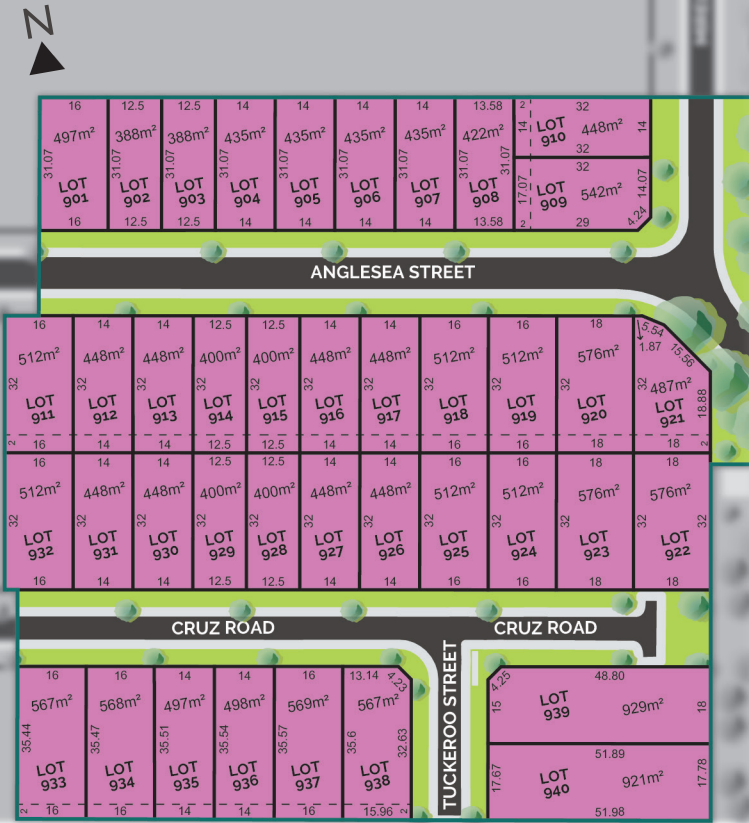 N
16 12.5 12.5 14 14 14 14 13.58 2 32
497m² 388m² 388m² 435m² 435m² 435m² 435m² 422m² 14 LOT 910 448m² 14
32
31.07 31.07 31.07 31.07 31.07 31.07 31.07 31.07
32
LOT 901
LOT 902
LOT 903
LOT 904
LOT 905
LOT 906
LOT 907
LOT 908
17.07 LOT 909 542m² 14.07
4.24
16 12.5 12.5 14 14 14 14 13.58 2 29
ANGLESEA STREET
16 14 14 12.5 12.5 14 14 16 16 18 5.54
1.87 15.56
512m² 448m² 448m² 400m² 400m² 448m² 448m² 512m² 512m² 576m² 487m²
32 32 32 32 32 32 32 32 32 32 32 18.88
LOT 911
LOT 912
LOT 913
LOT 914
LOT 915
LOT 916
LOT 917
LOT 918
LOT 919
LOT 920
LOT 921
2 16 14 14 12.5 12.5 14 14 16 16 18 18 2
16 14 14 12.5 12.5 14 14 16 16 18 18
512m² 448m² 448m² 400m² 400m² 448m² 448m² 512m² 512m² 576m² 576m²
32 32 32 32 32 32 32 32 32 32 32 32
LOT 932
LOT 931
LOT 930
LOT 929
LOT 928
LOT 927
LOT 926
LOT 925
LOT 924
LOT 923
LOT 922
16 14 14 12.5 12.5 14 14 16 16 18 18
CRUZ ROAD
CRUZ ROAD
TUCKEROO STREET
16 16 14 14 16 13.14 4.23
567m² 568m² 497m² 498m² 569m² 567m²
35.44 35.47 35.51 35.54 35.57 35.6 32.63
LOT 933
LOT 934
LOT 935
LOT 936
LOT 937
LOT 938
2 16 16 14 14 16 15.96 2
4.25 48.80
15 LOT 939 929m² 18
51.89
17.67 LOT 940 921m² 17.78
51.98